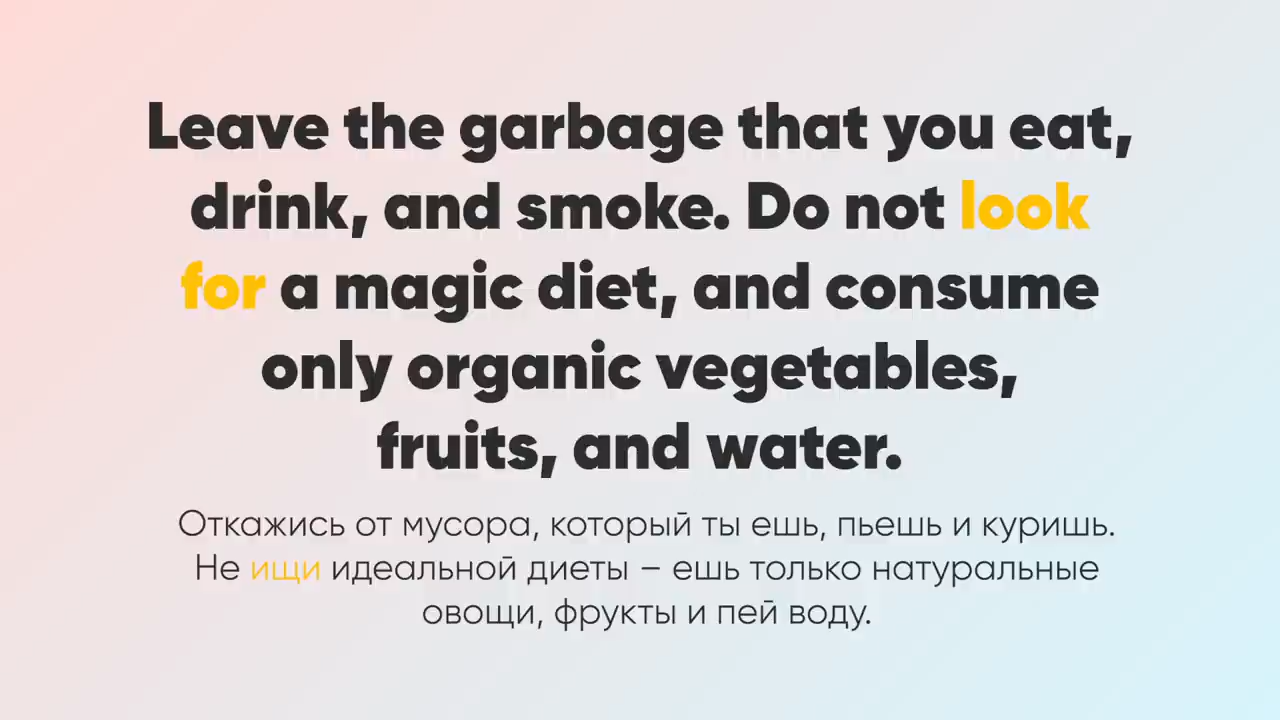 Leave the garbage that you eat,
drink, and smoke. Do not look
for a magic diet, and consume
only organic vegetables,
fruits, and water.
Откажись от мусора, который ты ешь, пьешь и куришь.
Не ищи идеальной диеты – ешь только натуральные
овощи, фрукты и пей воду.